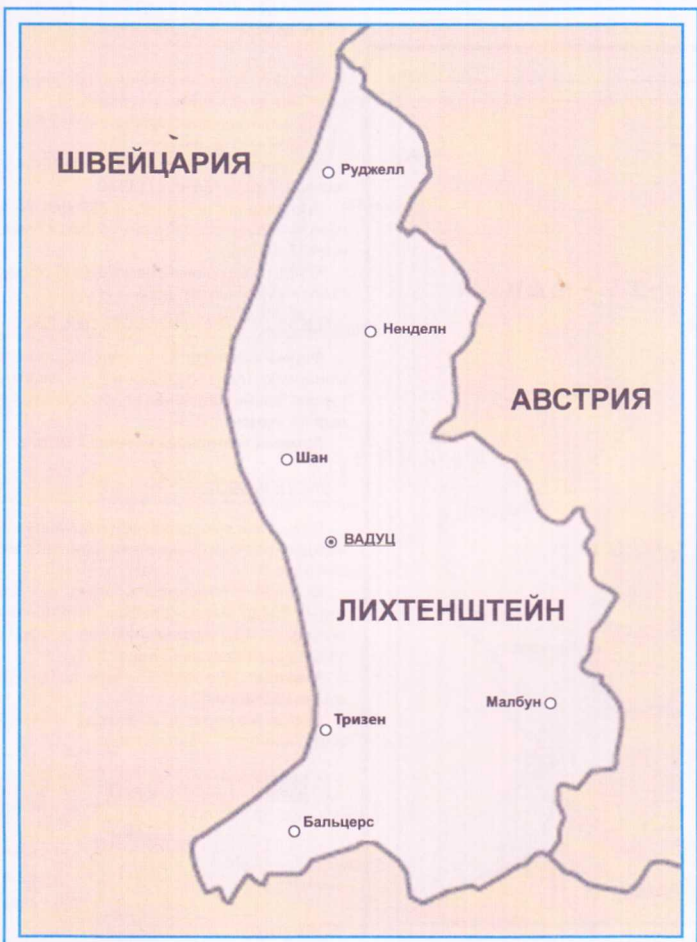 ШВЕЙЦАРИЯ
Руджелл
Ненделн
АВСТРИЯ
Шан
ВАДУЦ
ЛИХТЕНШТЕЙН
Малбун
Тризен
Бальцерс